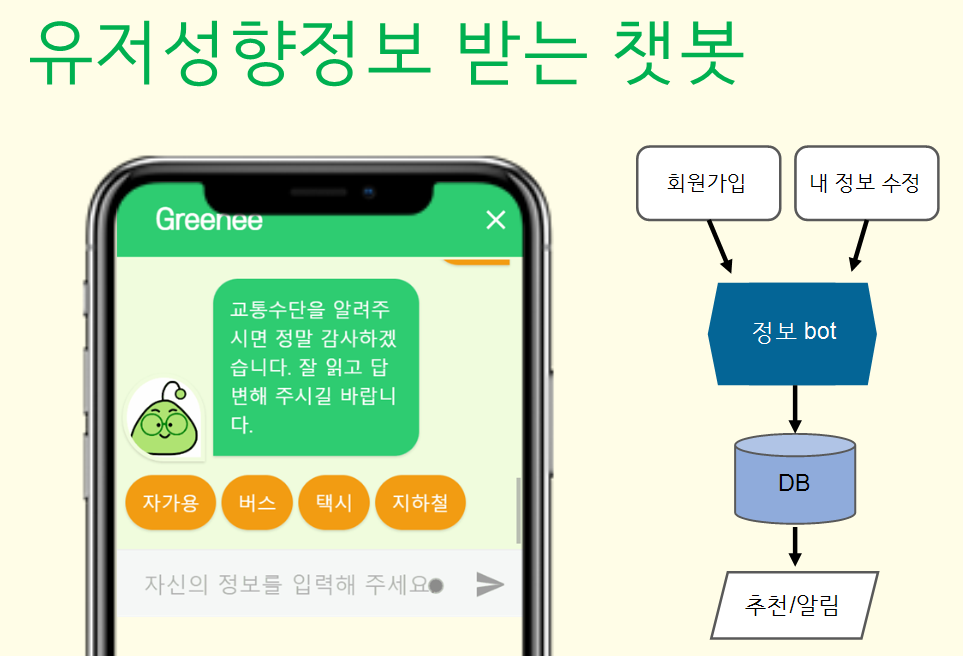 유저성향정보 받는 챗봇
Greenee
교통수단을 알려주
시면 정말 감사하겠
습니다. 잘 읽고 답
변해 주시길 바랍니
다.
자가용
버스
택시
지하철
자신의 정보를 입력해 주세요
회원가입
내 정보 수정
정보 bot
DB
추천/알림